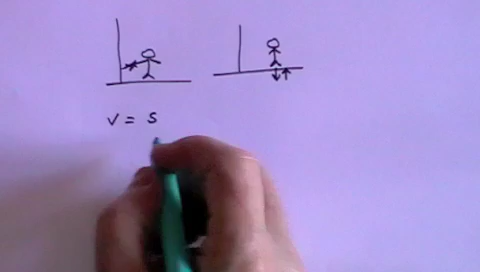 v = s